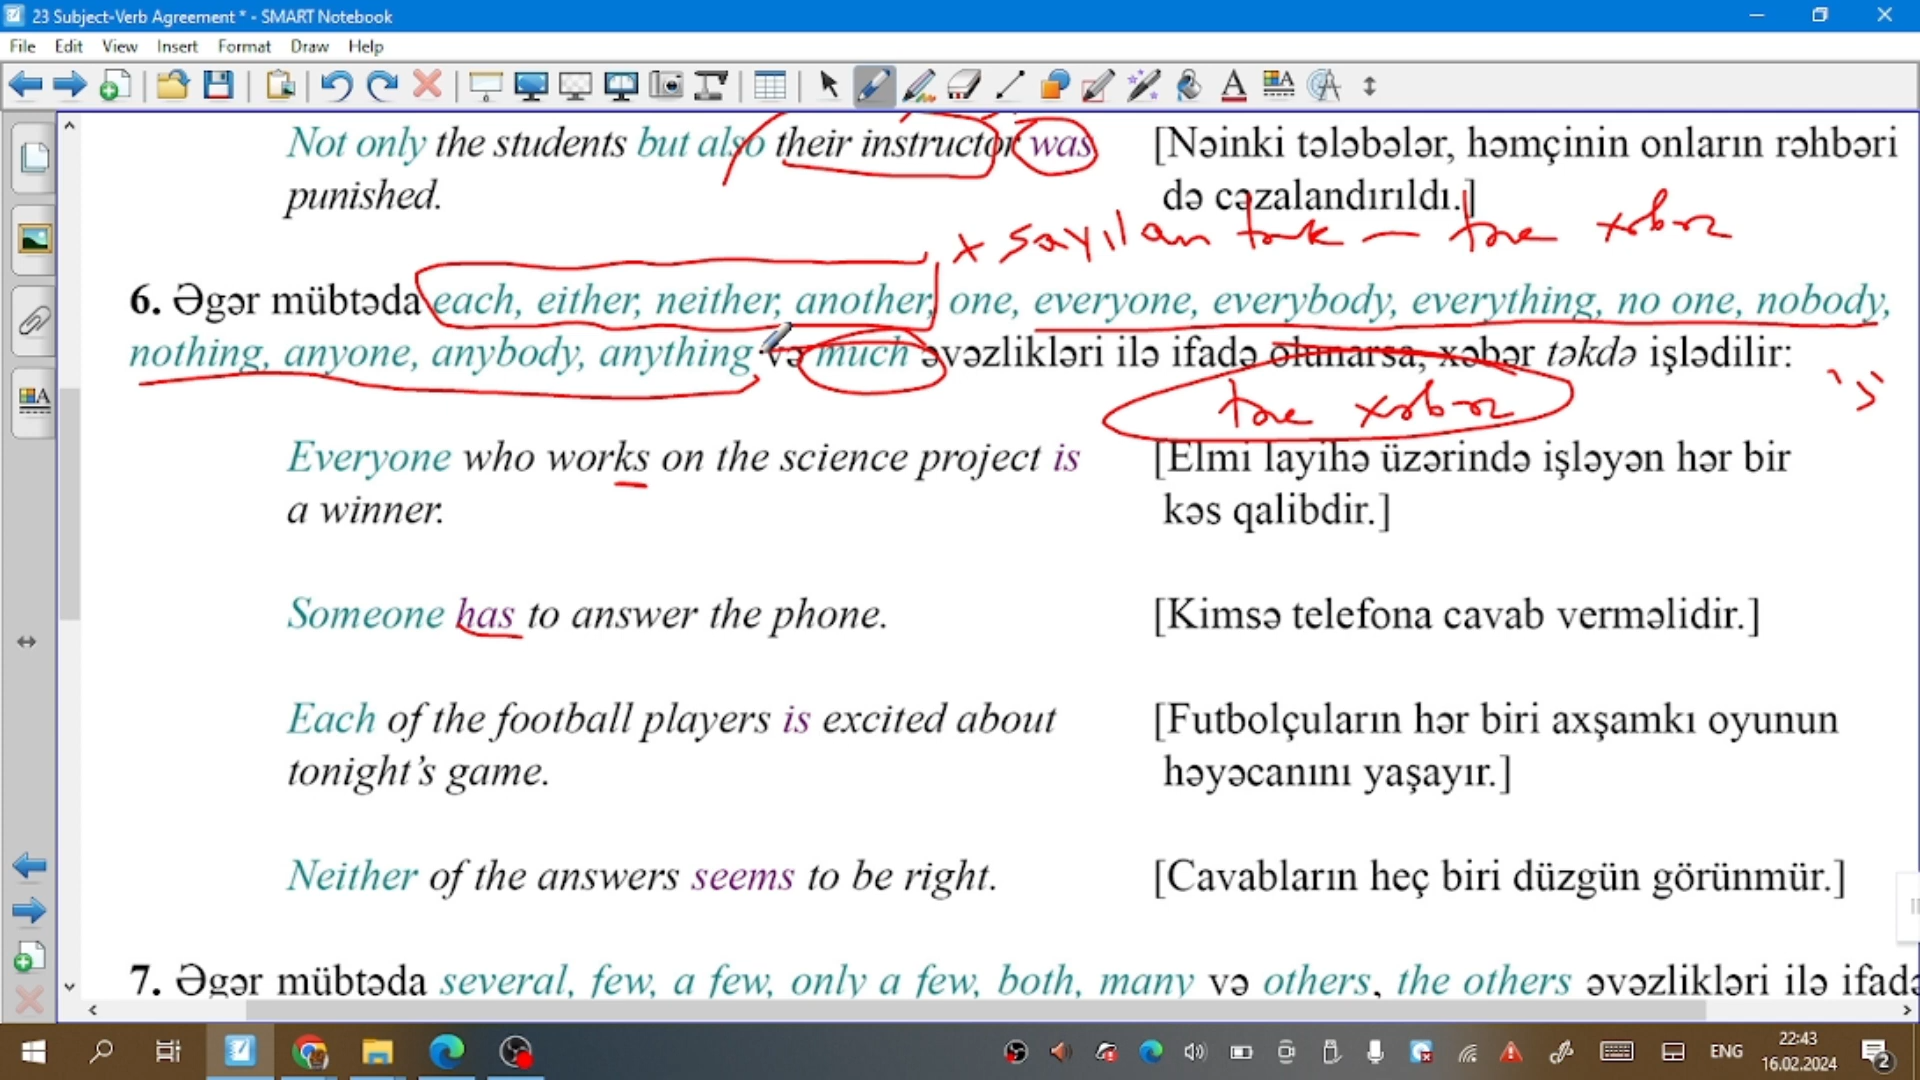 23 Subject-Verb Agreement * - SMART Notebook
File Edit View Insert Format Draw Help
Not only the students but also their instructor was
punished.
[Nəinki tələbələr, həmçinin onların rəhbəri
də cəzalandırıldı.]
x sayılan tək — tək xəbər
6. Əgər mübtəda each, either, neither, another, one, everyone, everybody, everything, no one, nobody,
nothing, anyone, anybody, anything və much əvəzlikləri ilə ifadə olunarsa, xəbər təkdə işlədilir:
tək xəbər
's'
Everyone who works on the science project is
a winner.
[Elmi layihə üzərində işləyən hər bir
kəs qalibdir.]
Someone has to answer the phone.
[Kimsə telefona cavab verməlidir.]
Each of the football players is excited about
tonight's game.
[Futbolçuların hər biri axşamkı oyunun
həyəcanını yaşayır.]
Neither of the answers seems to be right.
[Cavabların heç biri düzgün görünmür.]
7. Əgər mübtəda several, few, a few, only a few, both, many və others, the others əvəzlikləri ilə ifadə
ENG
22:43
16.02.2024
2